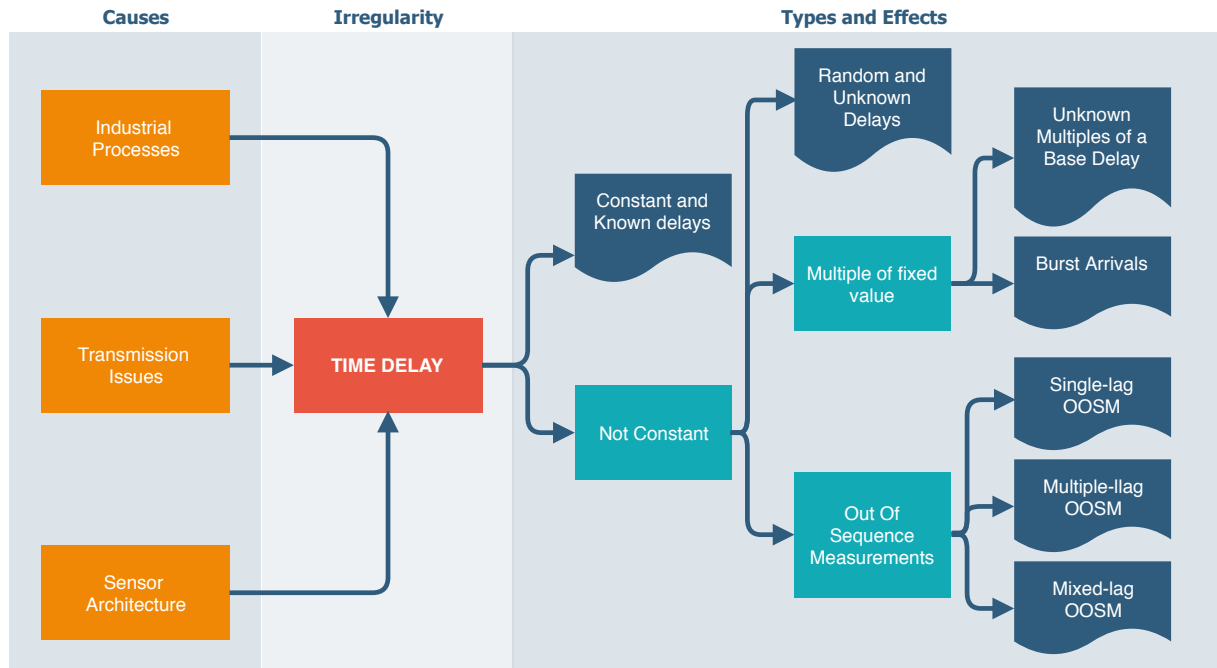 Causes
Irregularity
Types and Effects
Industrial
Processes
Transmission
Issues
Sensor
Architecture
TIME DELAY
Constant and
Known delays
Not Constant
Random and
Unknown
Delays
Multiple of fixed
value
Out Of
Sequence
Measurements
Unknown
Multiples of a
Base Delay
Burst Arrivals
Single-lag
OOSM
Multiple-llag
OOSM
Mixed-lag
OOSM